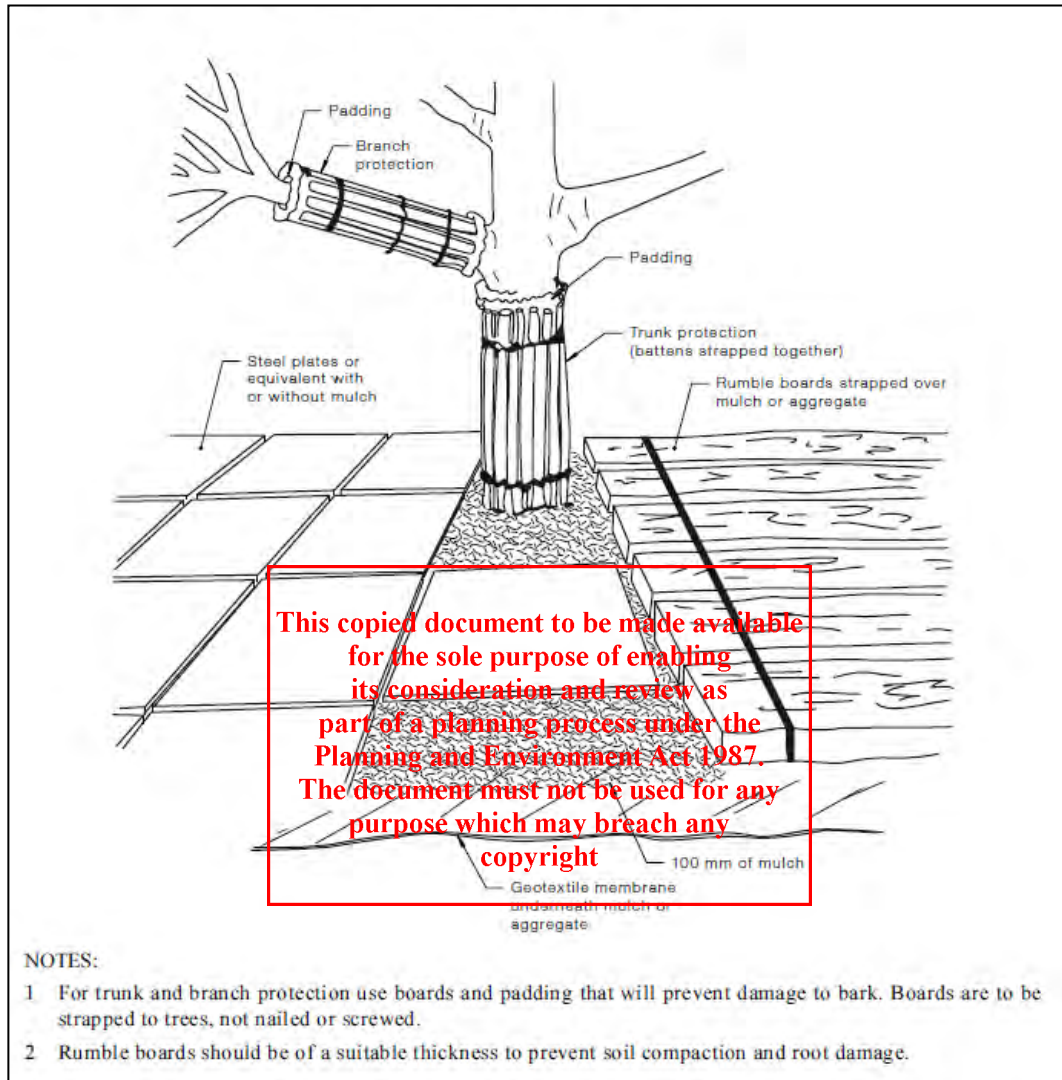 Padding
Branch
protection
Padding
Trunk protection
(battens strapped together)
Steel plates or
equivalent with
or without mulch
Rumble boards strapped over
mulch or aggregate
This copied document to be made available
for the sole purpose of enabling
its consideration and review as
part of a planning process under the
Planning and Environment Act 1987.
The document must not be used for any
purpose which may breach any
copyright
100 mm of mulch
Geotextile membrane
underneath mulch or
aggregate
NOTES:
1 For trunk and branch protection use boards and padding that will prevent damage to bark. Boards are to be
strapped to trees, not nailed or screwed.
2 Rumble boards should be of a suitable thickness to prevent soil compaction and root damage.